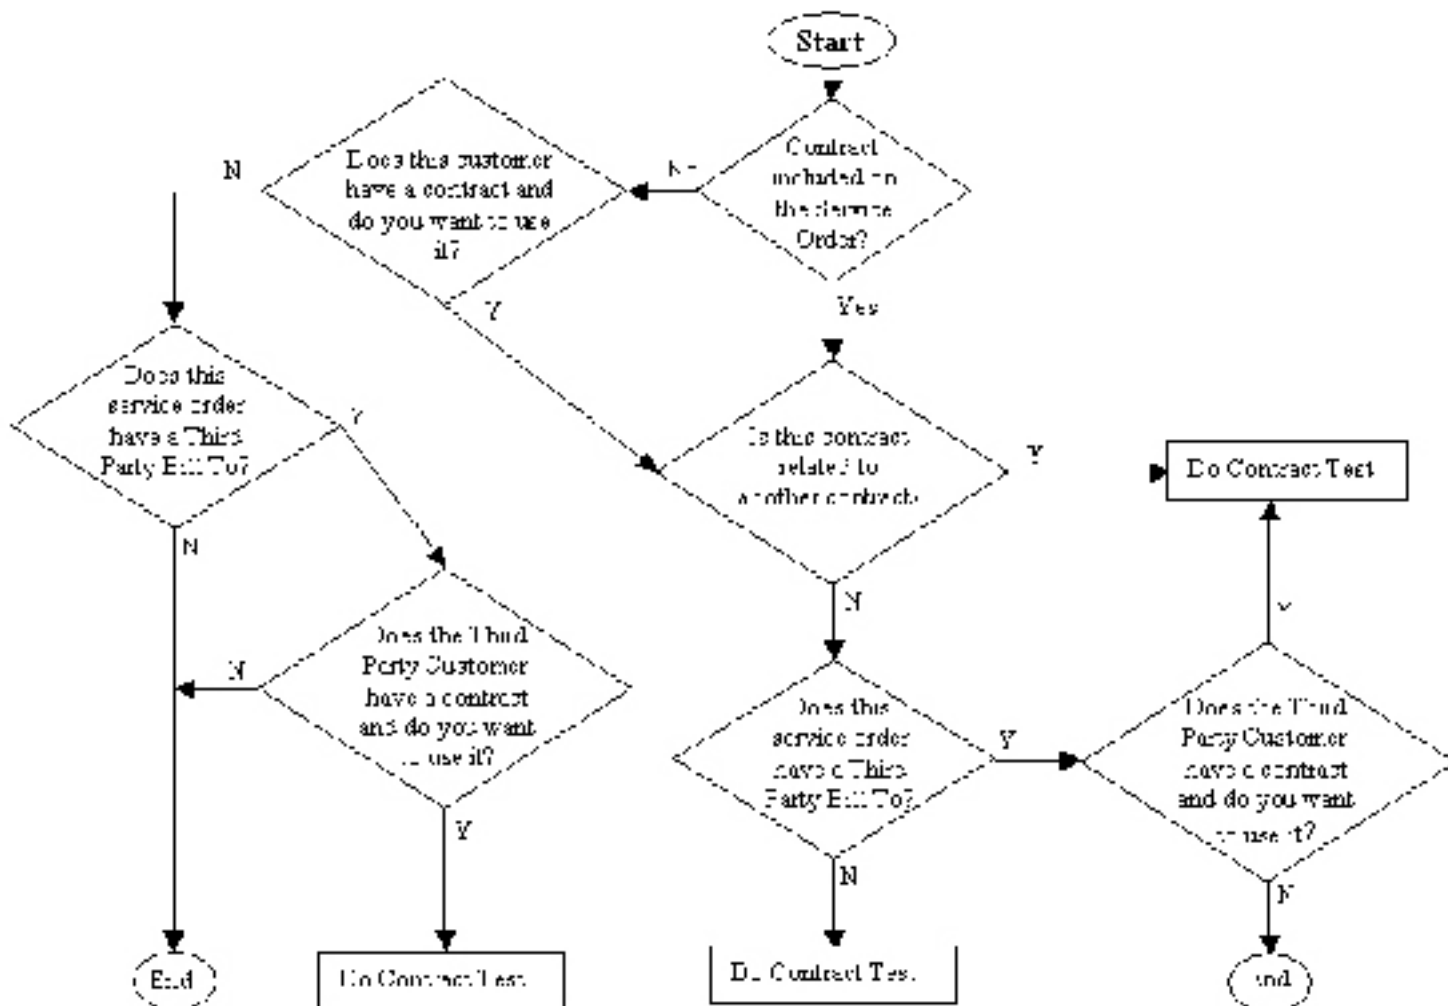 Start
Contract
included on
the Service
Order?
Does this customer
have a contract and
do you want to use
it?
N
Y
Yes
Does this
service order
have a Third
Party Bill To?
Y
N
Is this contract
related to
another contract
Y
Do Contract Test
N
Does the Third
Party Customer
have a contract
and do you want
to use it?
N
Y
Does this
service order
have a Third
Party Bill To?
Y
N
Y
Does the Third
Party Customer
have a contract
and do you want
to use it?
N
End
Do Contract Test
Do Contract Test
End